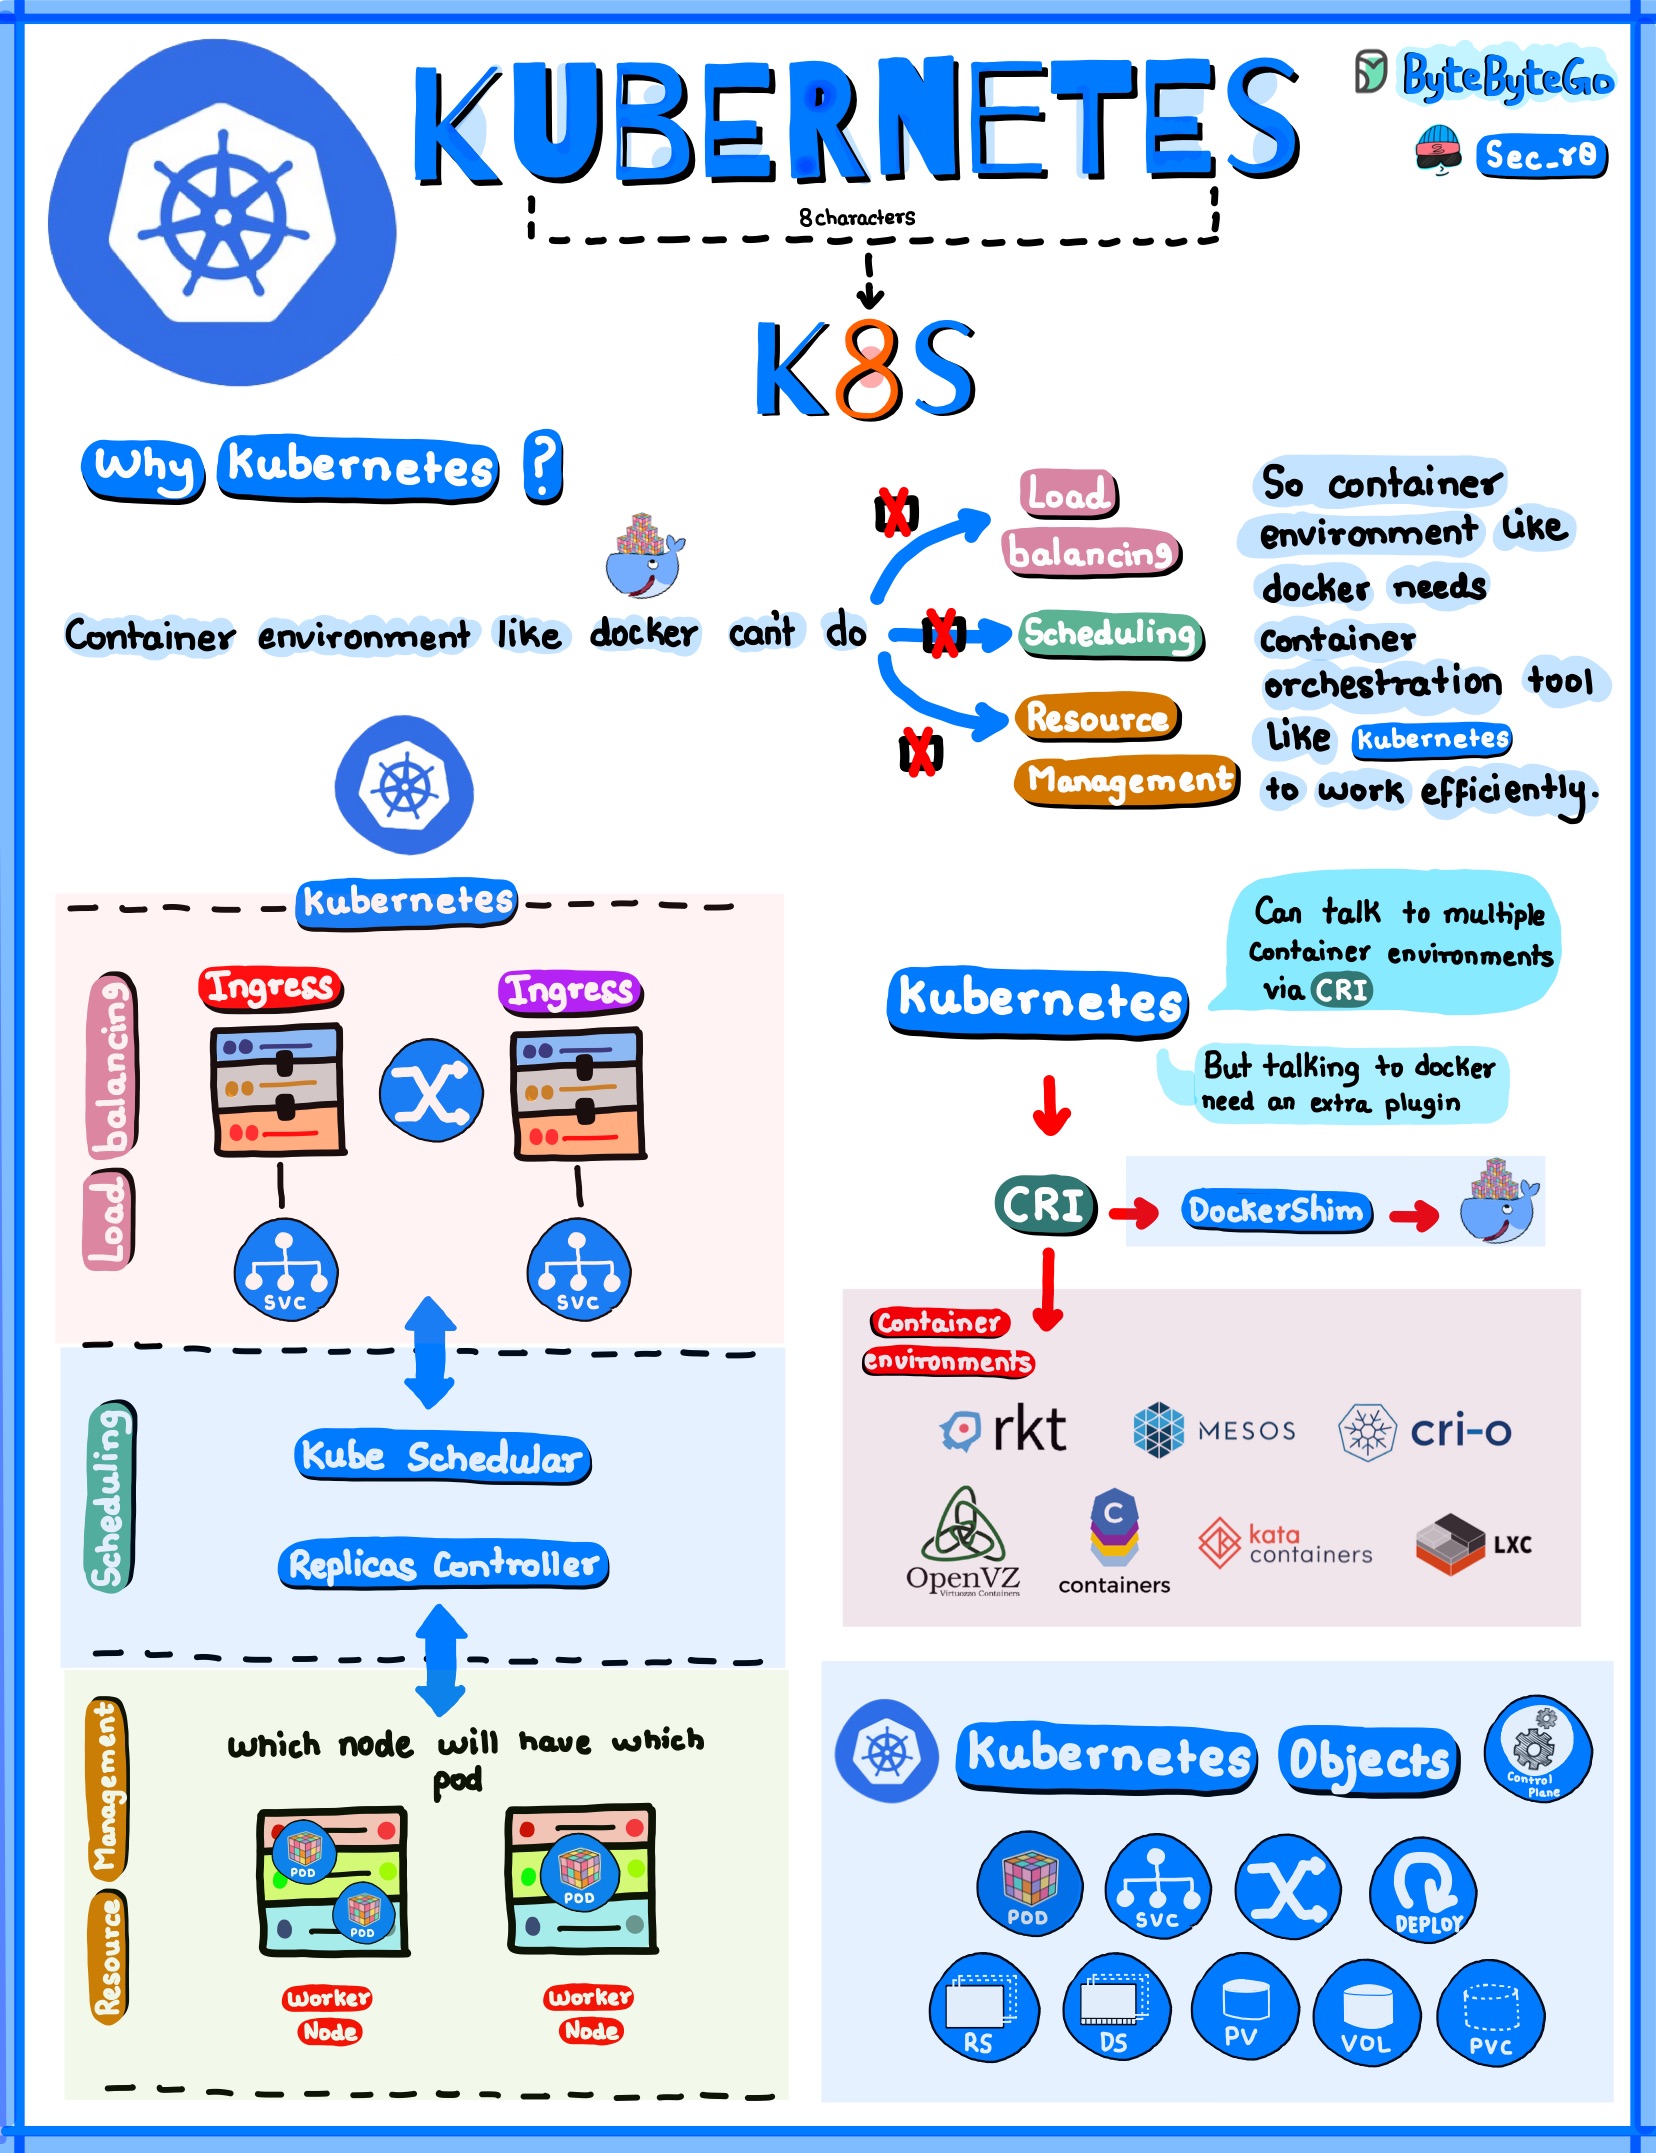 KUBERNETES
ByteByteGo
Sec_r0
8 characters
K8S
Why Kubernetes ?
Container environment like docker can't do
Load
balancing
Scheduling
Resource
Management
So container
environment like
docker needs
container
orchestration tool
like Kubernetes
to work efficiently.
Kubernetes
Load balancing
Ingress
Ingress
SVC
SVC
Scheduling
Kube Schedular
Replicas Controller
Resource Management
which node will have which
pod
POD
POD
POD
Worker
Node
Worker
Node
Kubernetes
Can talk to multiple
Container environments
via CRI
But talking to docker
need an extra plugin
CRI
DockerShim
Container
environments
rkt
MESOS
cri-o
OpenVZ
Virtuozzo Containers
C
containers
kata
containers
LXC
Kubernetes Objects
Control
Plane
POD
SVC
DEPLOY
RS
DS
PV
VOL
PVC